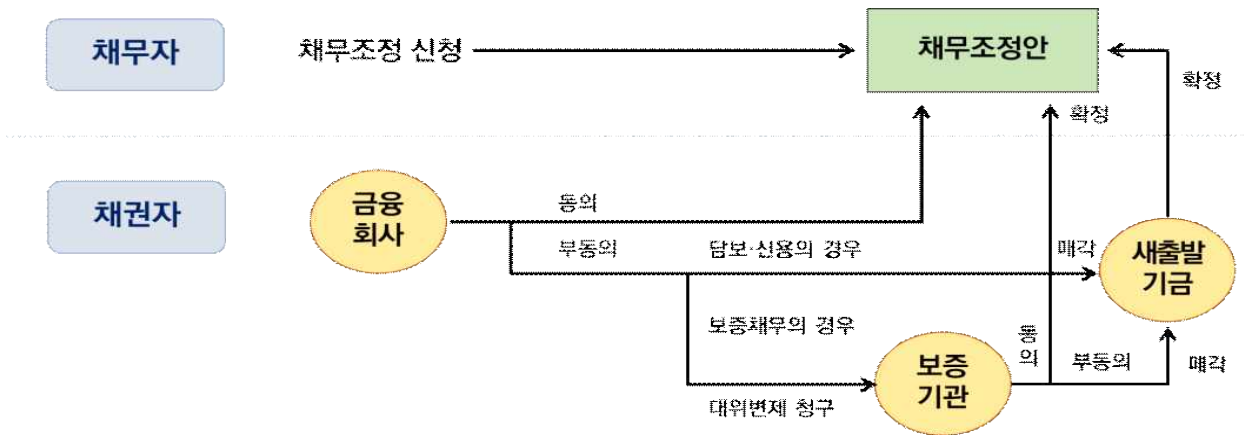 채무자
채무조정 신청
채무조정안
확정
확정
채권자
금융
회사
동의
부동의
담보·신용의 경우
매각
새출발
기금
보증채무의 경우
동
의
보증
기관
부동의
매각
대위변제 청구